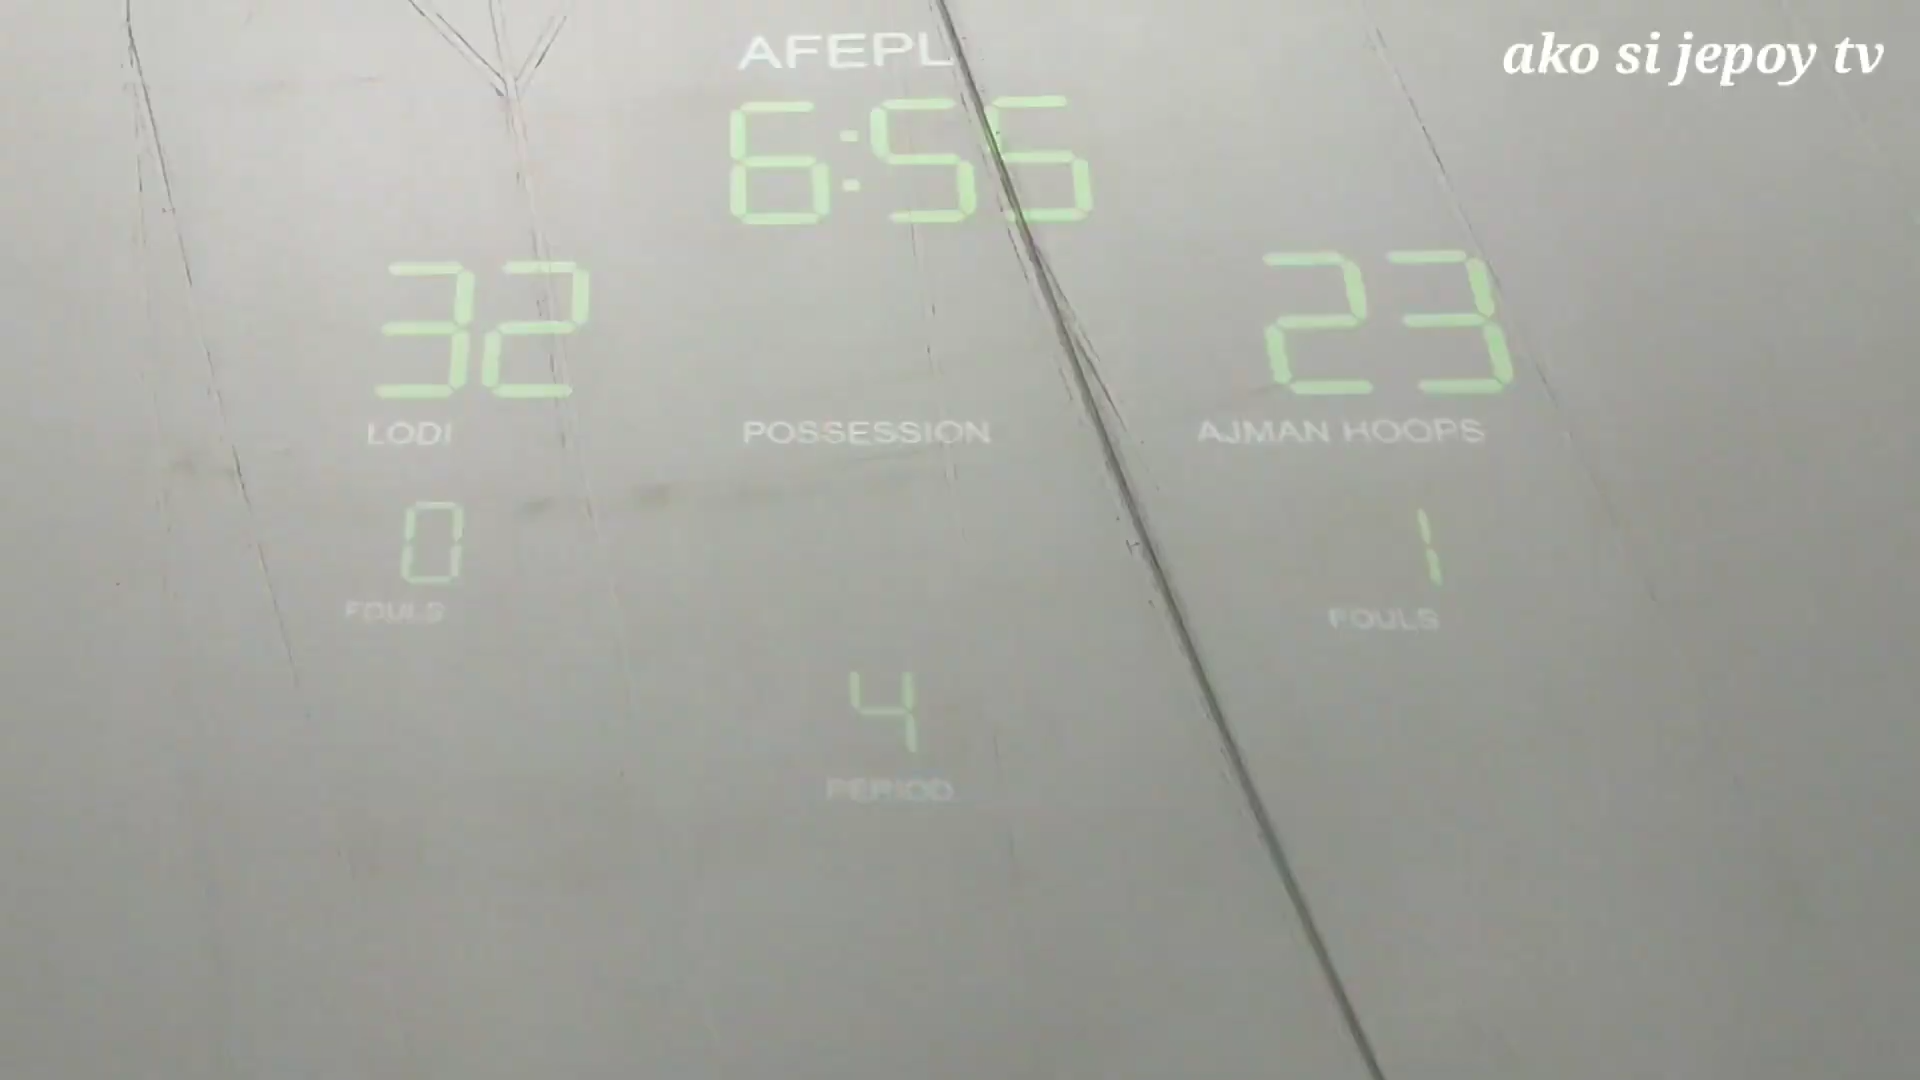 ako si jepoy tv
AFEPL
6:55
32 23
LODI POSSESSION AJMAN HOOPS
0 1
FOULS FOULS
4
PERIOD